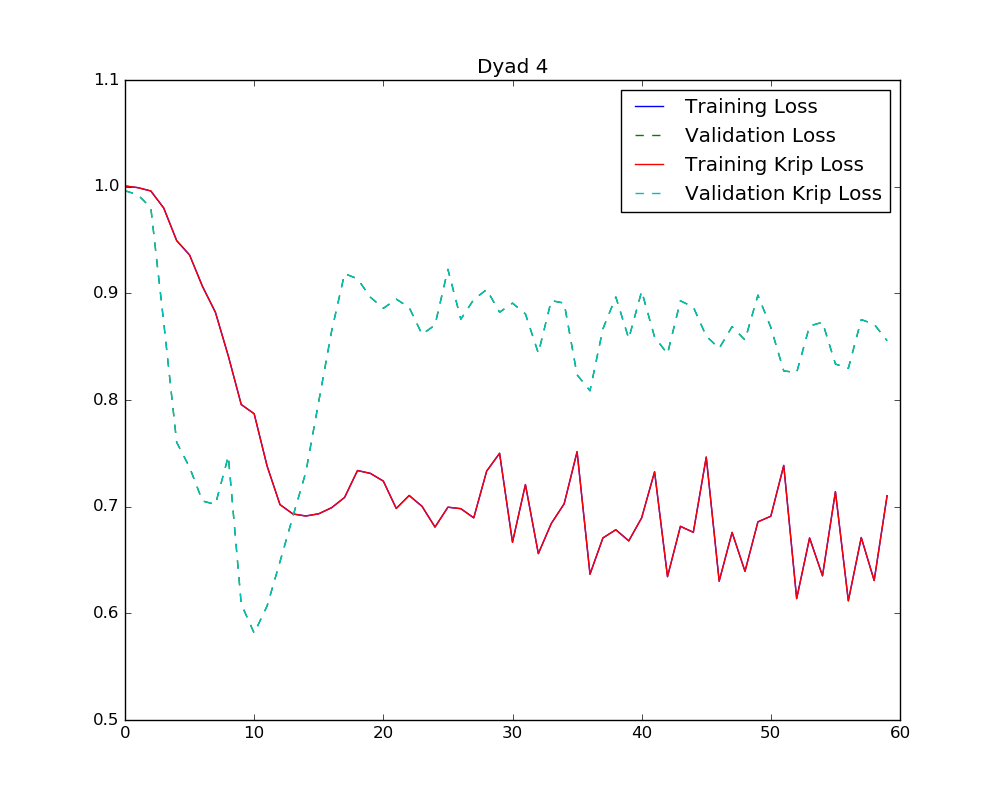 Dyad 4
1.1
1.0
0.9
0.8
0.7
0.6
0.5
Training Loss
Validation Loss
Training Krip Loss
Validation Krip Loss
0 10 20 30 40 50 60